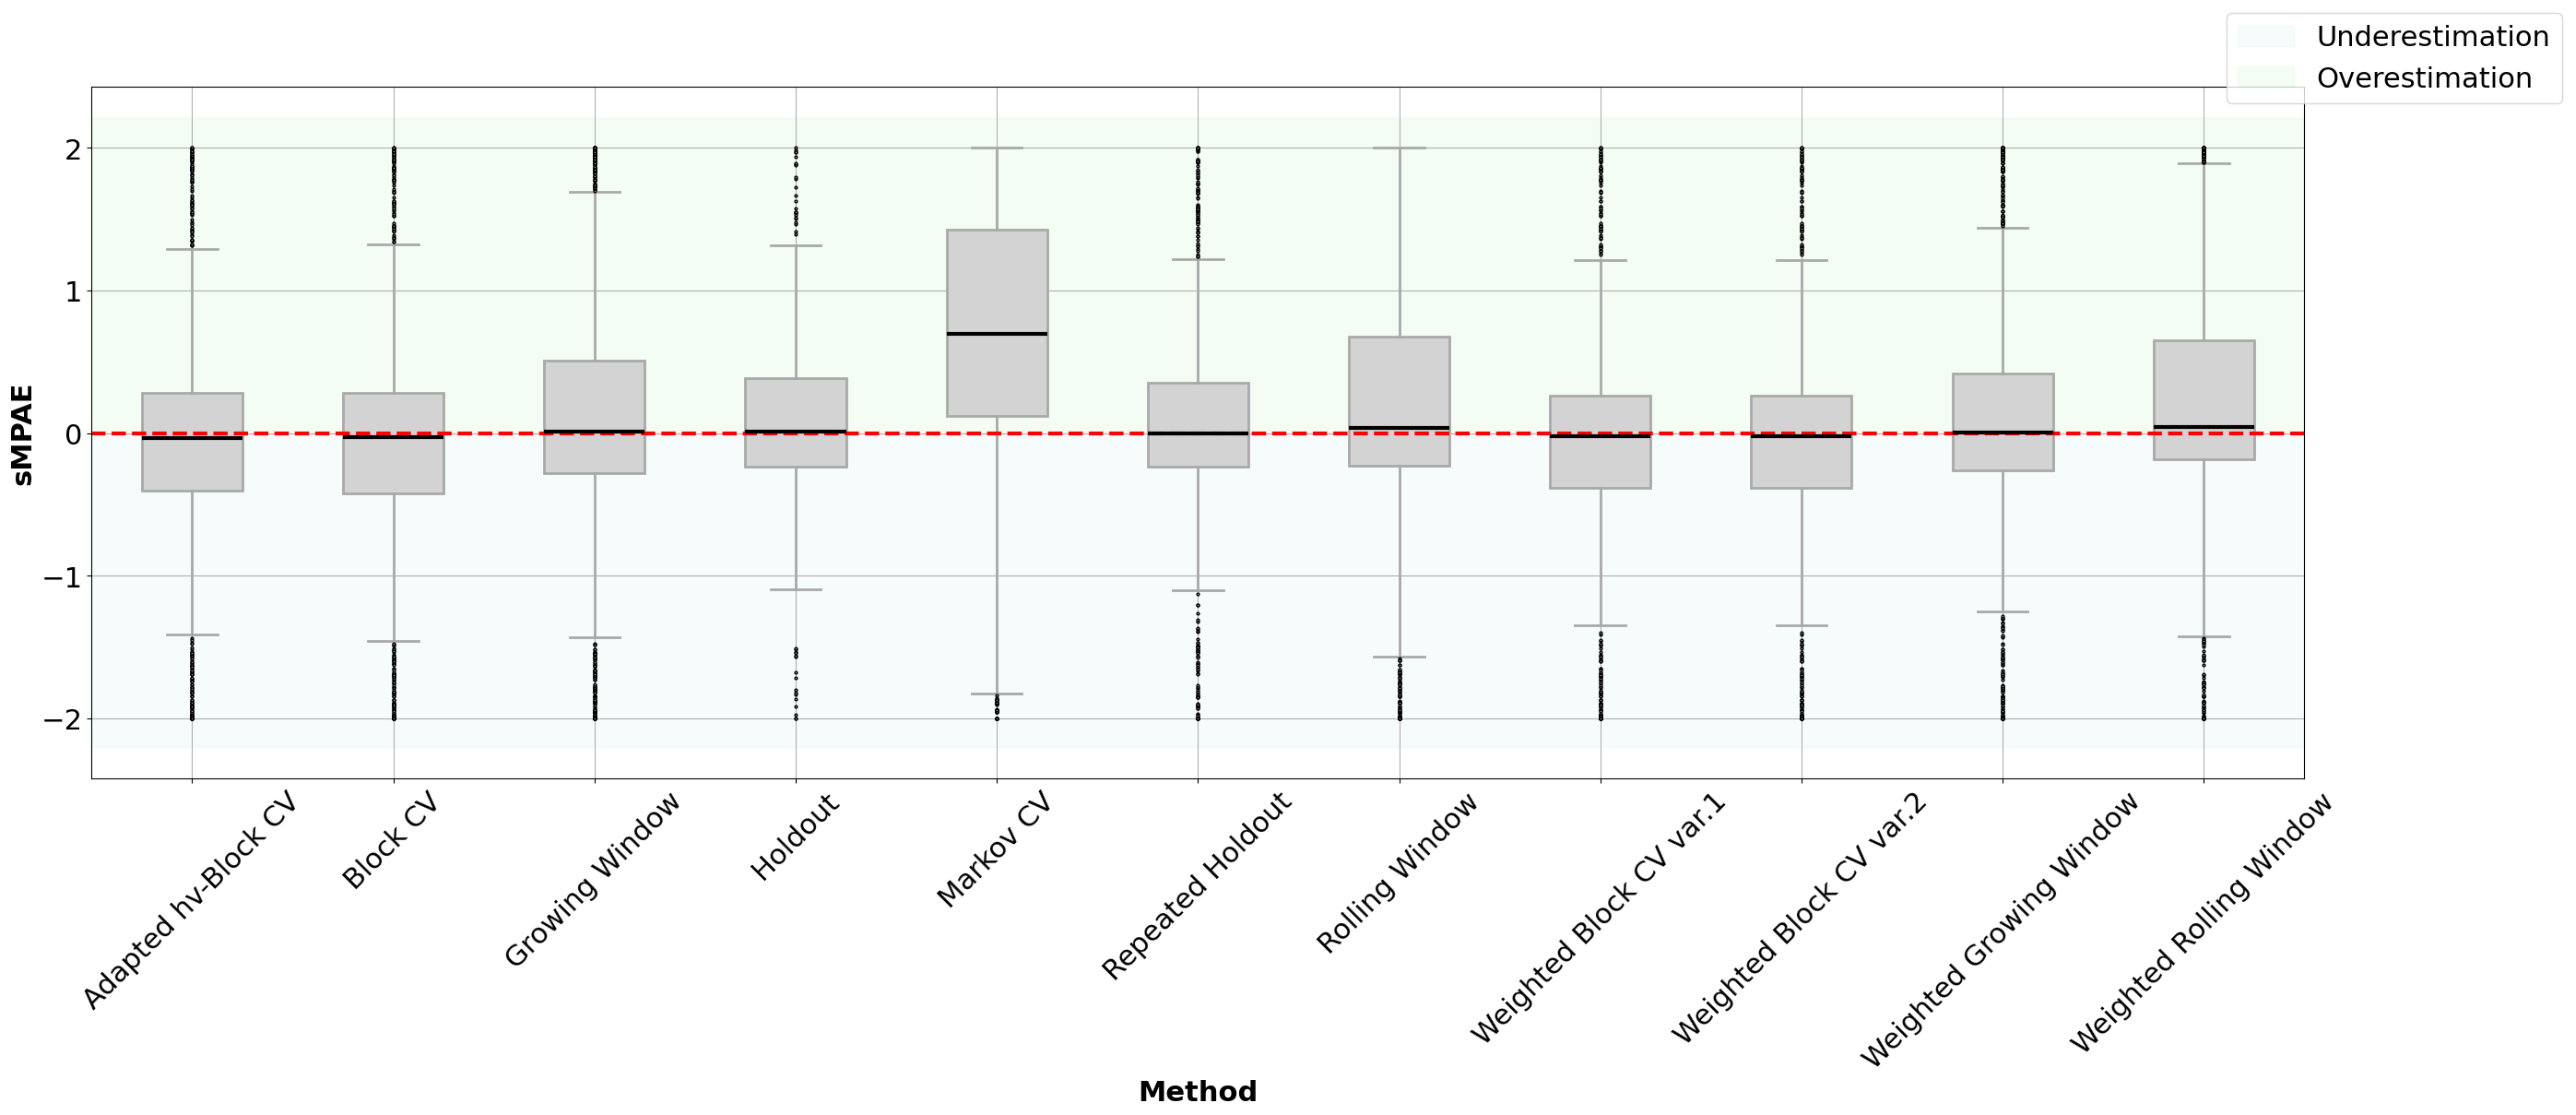 Underestimation
Overestimation
sMPAE
2
1
0
−1
−2
Adapted hv-Block CV
Block CV
Growing Window
Holdout
Markov CV
Repeated Holdout
Rolling Window
Weighted Block CV var.1
Weighted Block CV var.2
Weighted Growing Window
Weighted Rolling Window
Method